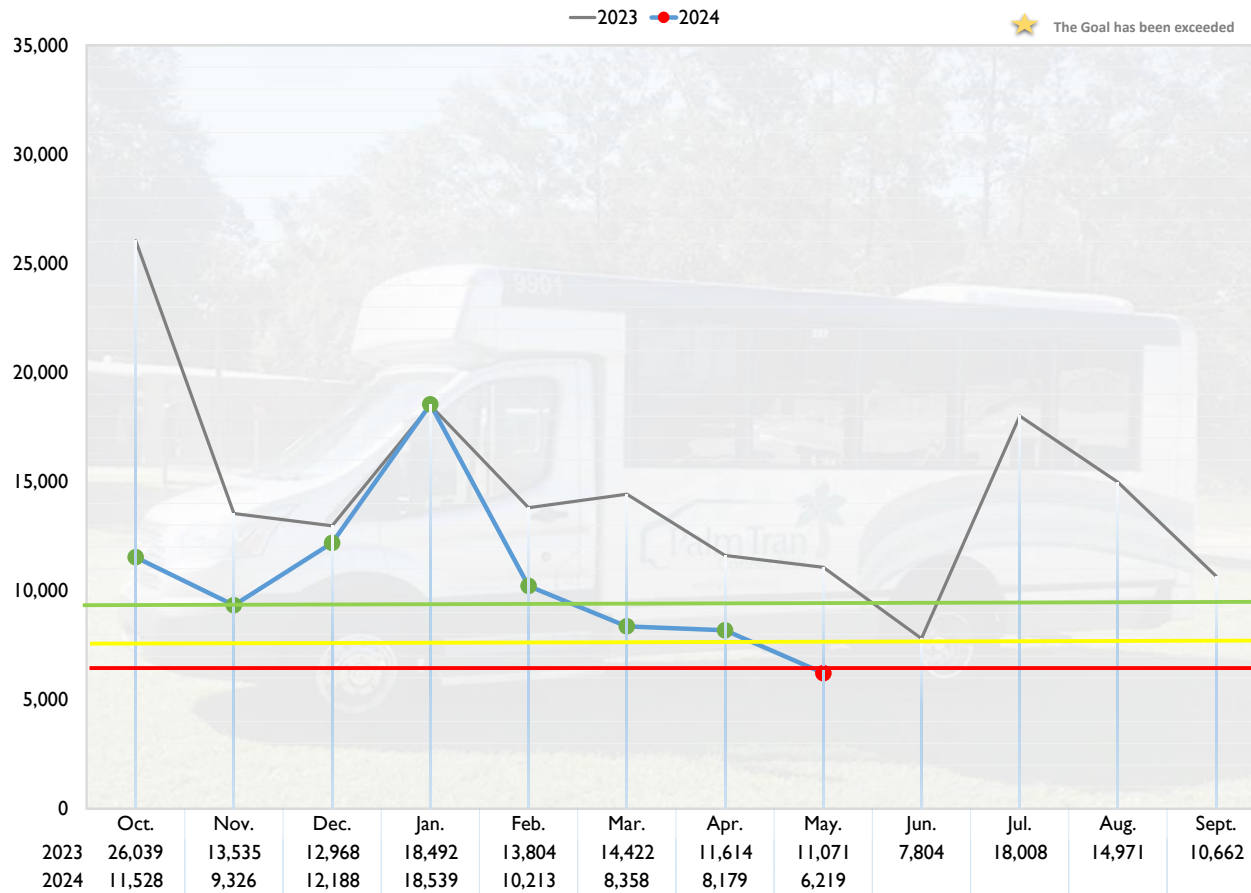 2023 2024
The Goal has been exceeded
35,000
30,000
25,000
20,000
15,000
10,000
5,000
0
9901
Palm Tran
Oct. Nov. Dec. Jan. Feb. Mar. Apr. May. Jun. Jul. Aug. Sept.
2023 26,039 13,535 12,968 18,492 13,804 14,422 11,614 11,071 7,804 18,008 14,971 10,662
2024 11,528 9,326 12,188 18,539 10,213 8,358 8,179 6,219